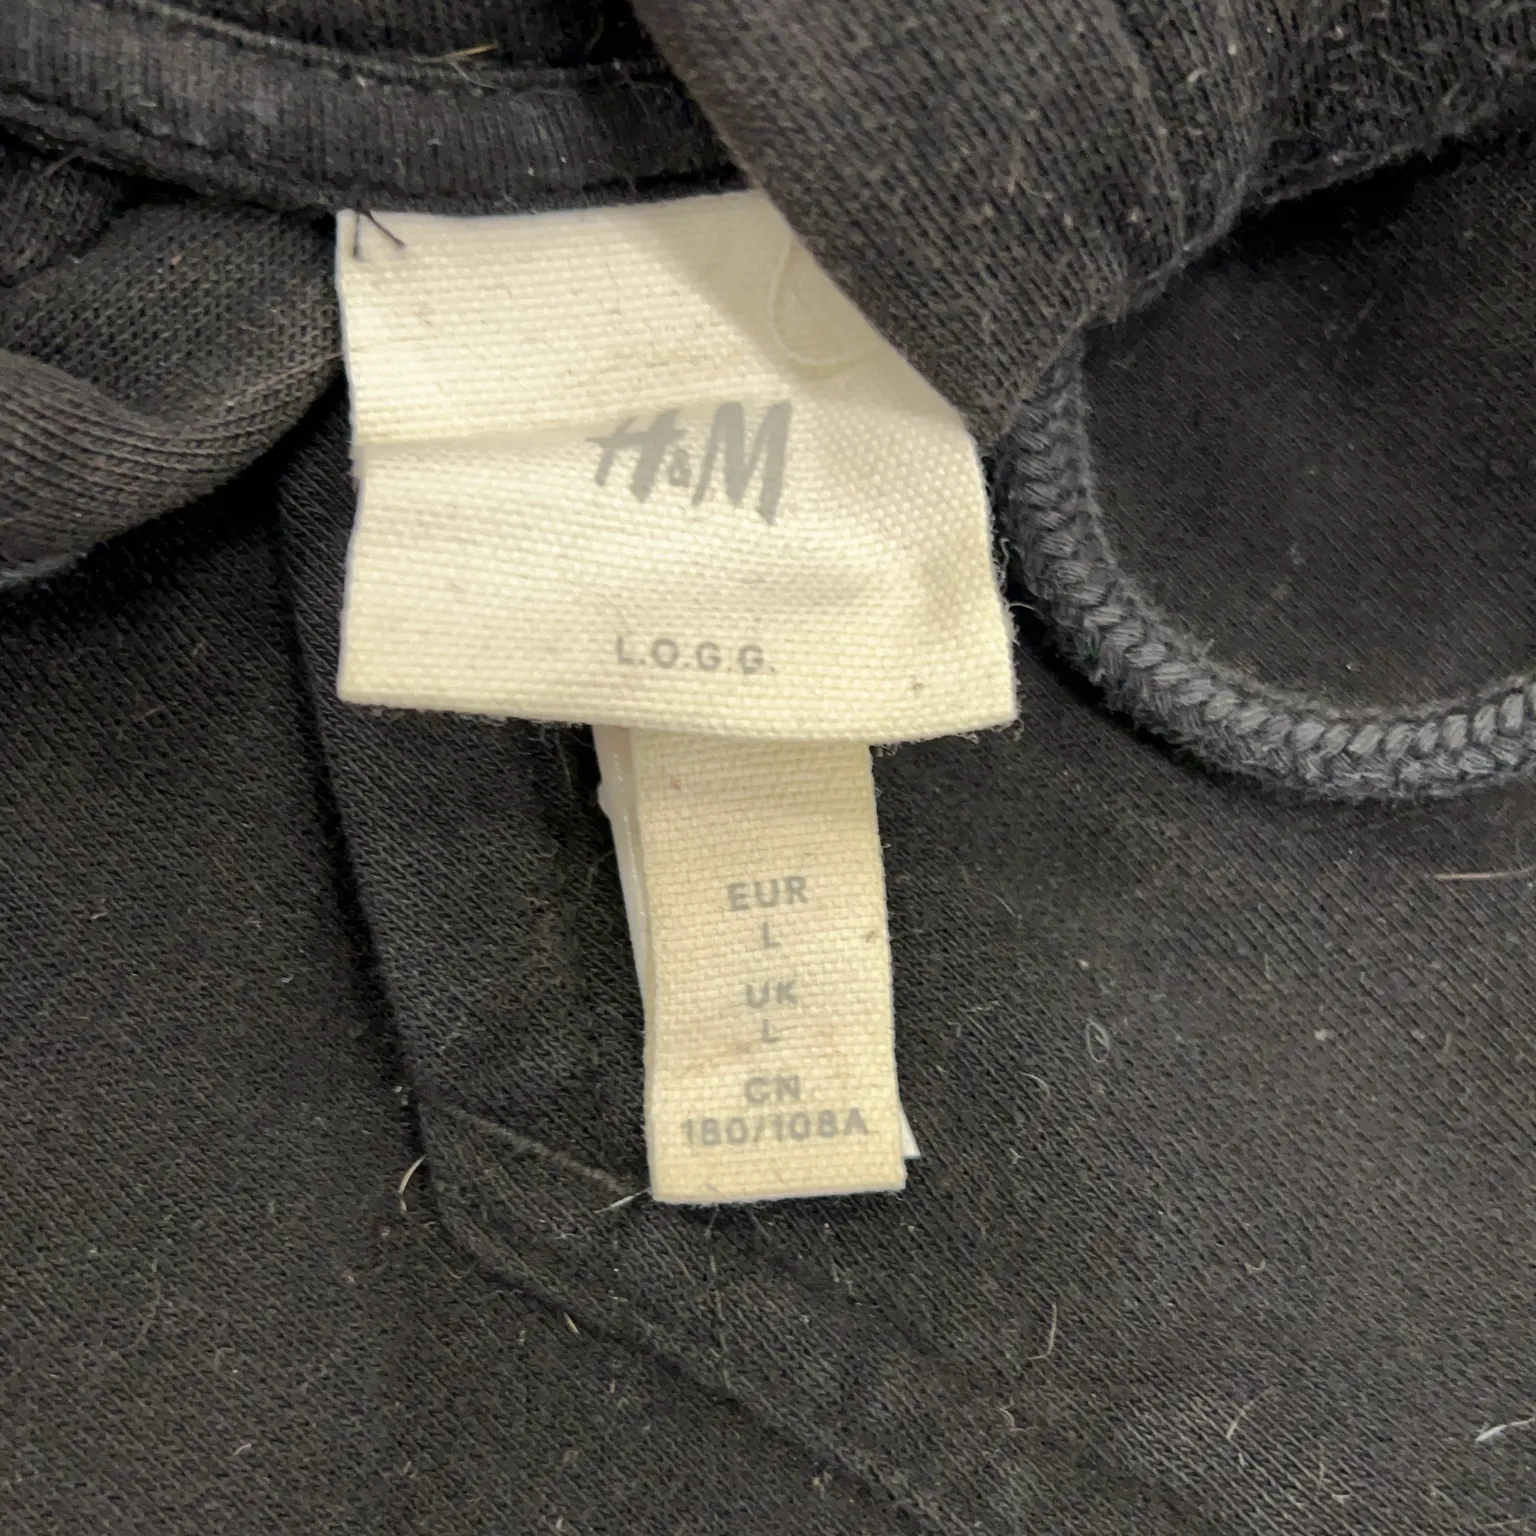 H&M
L.O.G.G.
EUR
L
UK
L
CN
180/108A